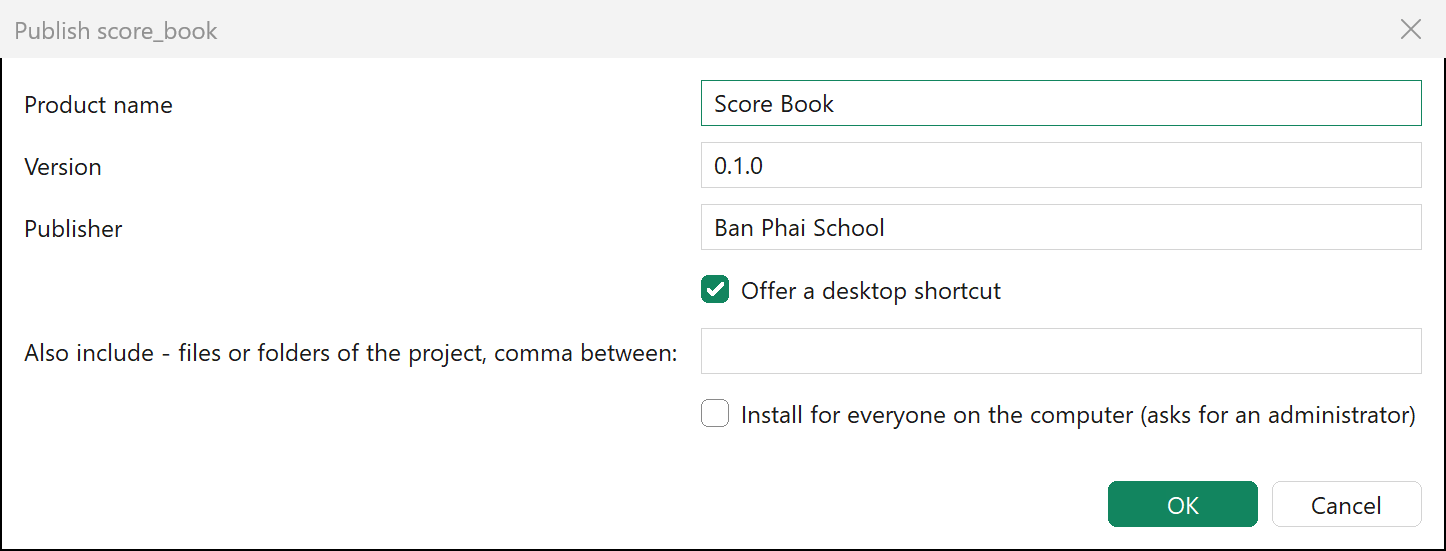 Publish score_book
Product name
Score Book
Version
0.1.0
Publisher
Ban Phai School
Offer a desktop shortcut
Also include - files or folders of the project, comma between:
Install for everyone on the computer (asks for an administrator)
OK
Cancel